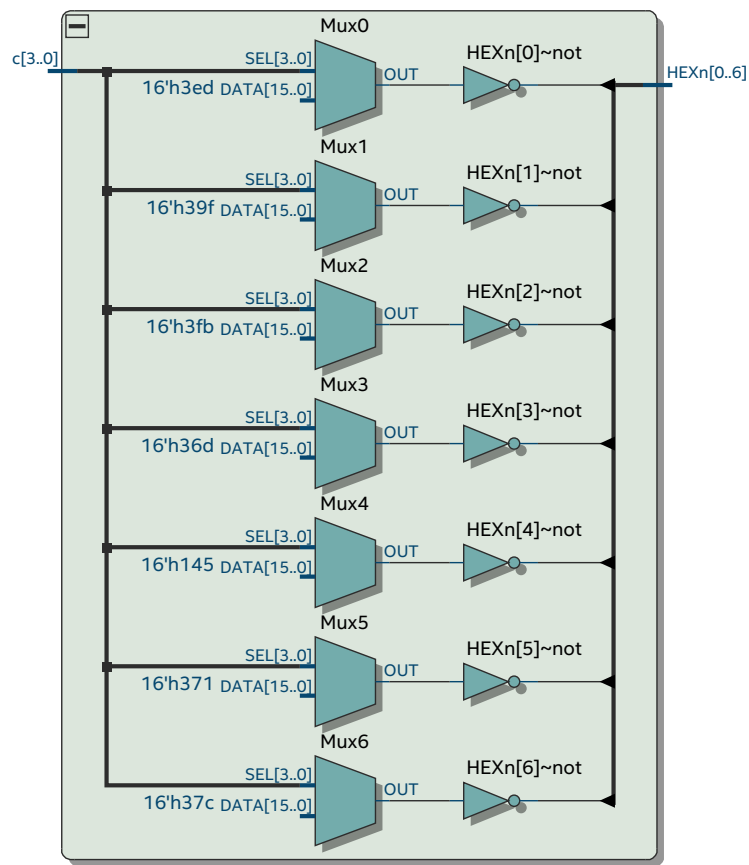 Mux0
c[3..0]
SEL[3..0]
OUT
HEXn[0]~not
16'h3ed DATA[15..0]
HEXn[0..6]
Mux1
SEL[3..0]
OUT
HEXn[1]~not
16'h39f DATA[15..0]
Mux2
SEL[3..0]
OUT
HEXn[2]~not
16'h3fb DATA[15..0]
Mux3
SEL[3..0]
OUT
HEXn[3]~not
16'h36d DATA[15..0]
Mux4
SEL[3..0]
OUT
HEXn[4]~not
16'h145 DATA[15..0]
Mux5
SEL[3..0]
OUT
HEXn[5]~not
16'h371 DATA[15..0]
Mux6
SEL[3..0]
OUT
HEXn[6]~not
16'h37c DATA[15..0]